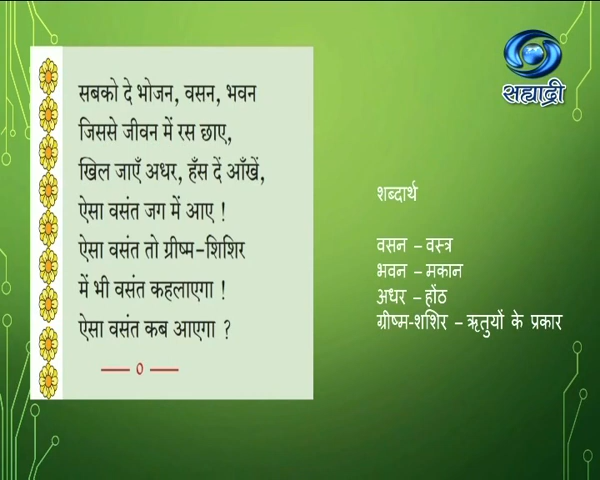 सह्याद्री
सबको दे भोजन, वसन, भवन
जिससे जीवन में रस छाए,
खिल जाएँ अधर, हँस दें आँखें,
ऐसा वसंत जग में आए !
ऐसा वसंत तो ग्रीष्म-शिशिर
में भी वसंत कहलाएगा !
ऐसा वसंत कब आएगा ?
शब्दार्थ
वसन – वस्त्र
भवन – मकान
अधर – होंठ
ग्रीष्म-शशिर – ऋतुयों के प्रकार